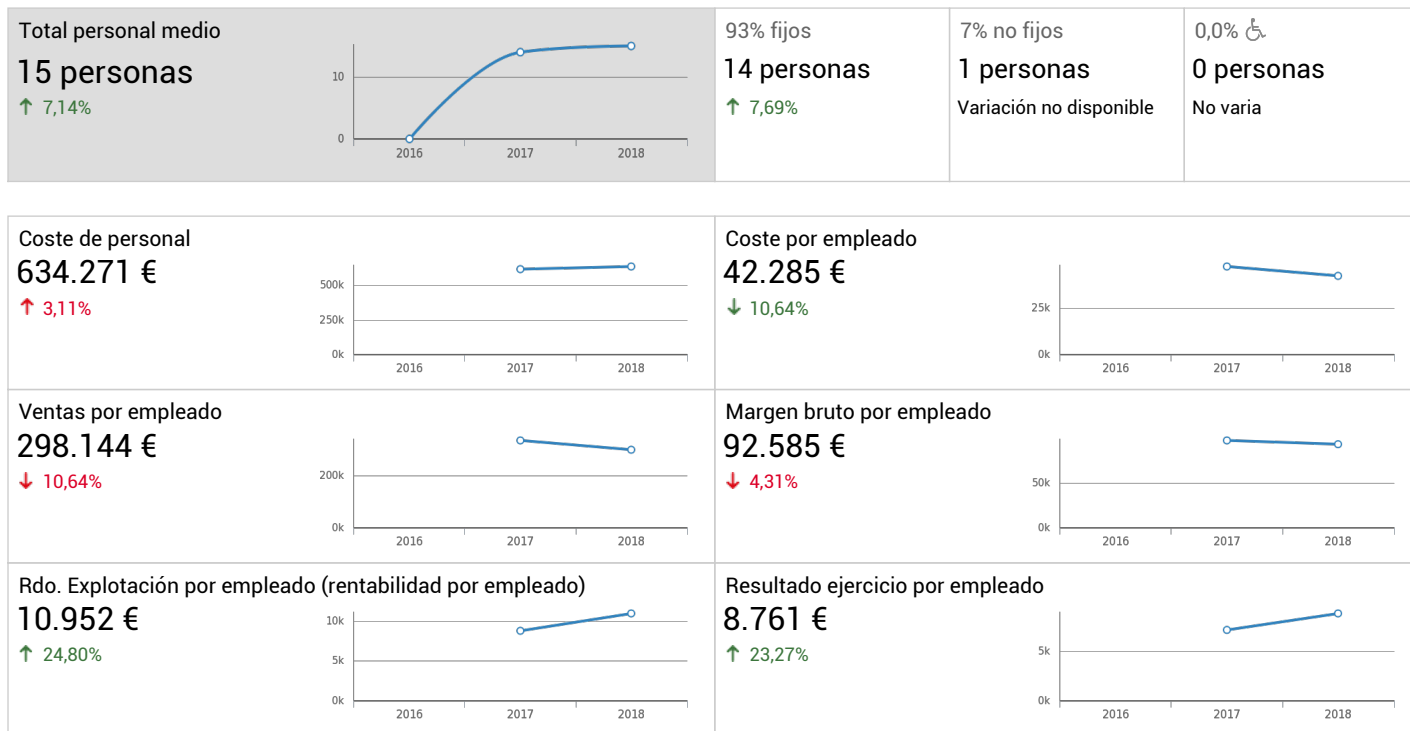 Total personal medio
15 personas
↑ 7,14%
10
0
2016 2017 2018
93% fijos
14 personas
↑ 7,69%
7% no fijos
1 personas
Variación no disponible
0,0%
0 personas
No varia
Coste de personal
634.271 €
↑ 3,11%
500k
250k
0k
2016 2017 2018
Coste por empleado
42.285 €
↓ 10,64%
25k
0k
2016 2017 2018
Ventas por empleado
298.144 €
↓ 10,64%
200k
0k
2016 2017 2018
Margen bruto por empleado
92.585 €
↓ 4,31%
50k
0k
2016 2017 2018
Rdo. Explotación por empleado (rentabilidad por empleado)
10.952 €
↑ 24,80%
10k
5k
0k
2016 2017 2018
Resultado ejercicio por empleado
8.761 €
↑ 23,27%
5k
0k
2016 2017 2018